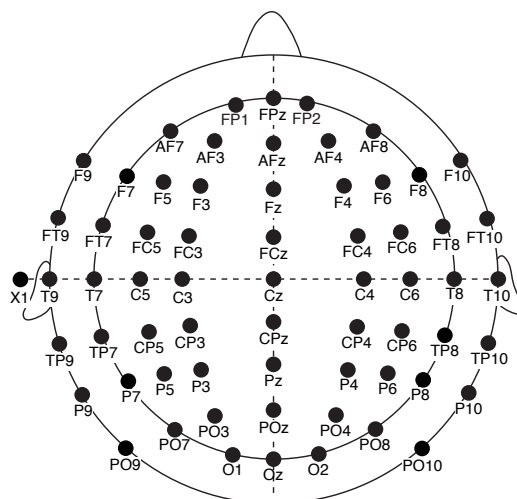 FP1 FPz FP2
AF7 AF8
AF3 AFz AF4
F9 F10
F7 F5 F3 Fz F4 F6 F8
FT9 FT7 FC5 FC3 FCz FC4 FC6 FT8 FT10
X1 T9 T7 C5 C3 Cz C4 C6 T8 T10
TP9 TP7 CP5 CP3 CPz CP4 CP6 TP8 TP10
P9 P7 P5 P3 Pz P4 P6 P8 P10
PO3 POz PO4
PO7 PO8
PO9 O1 Oz O2 PO10